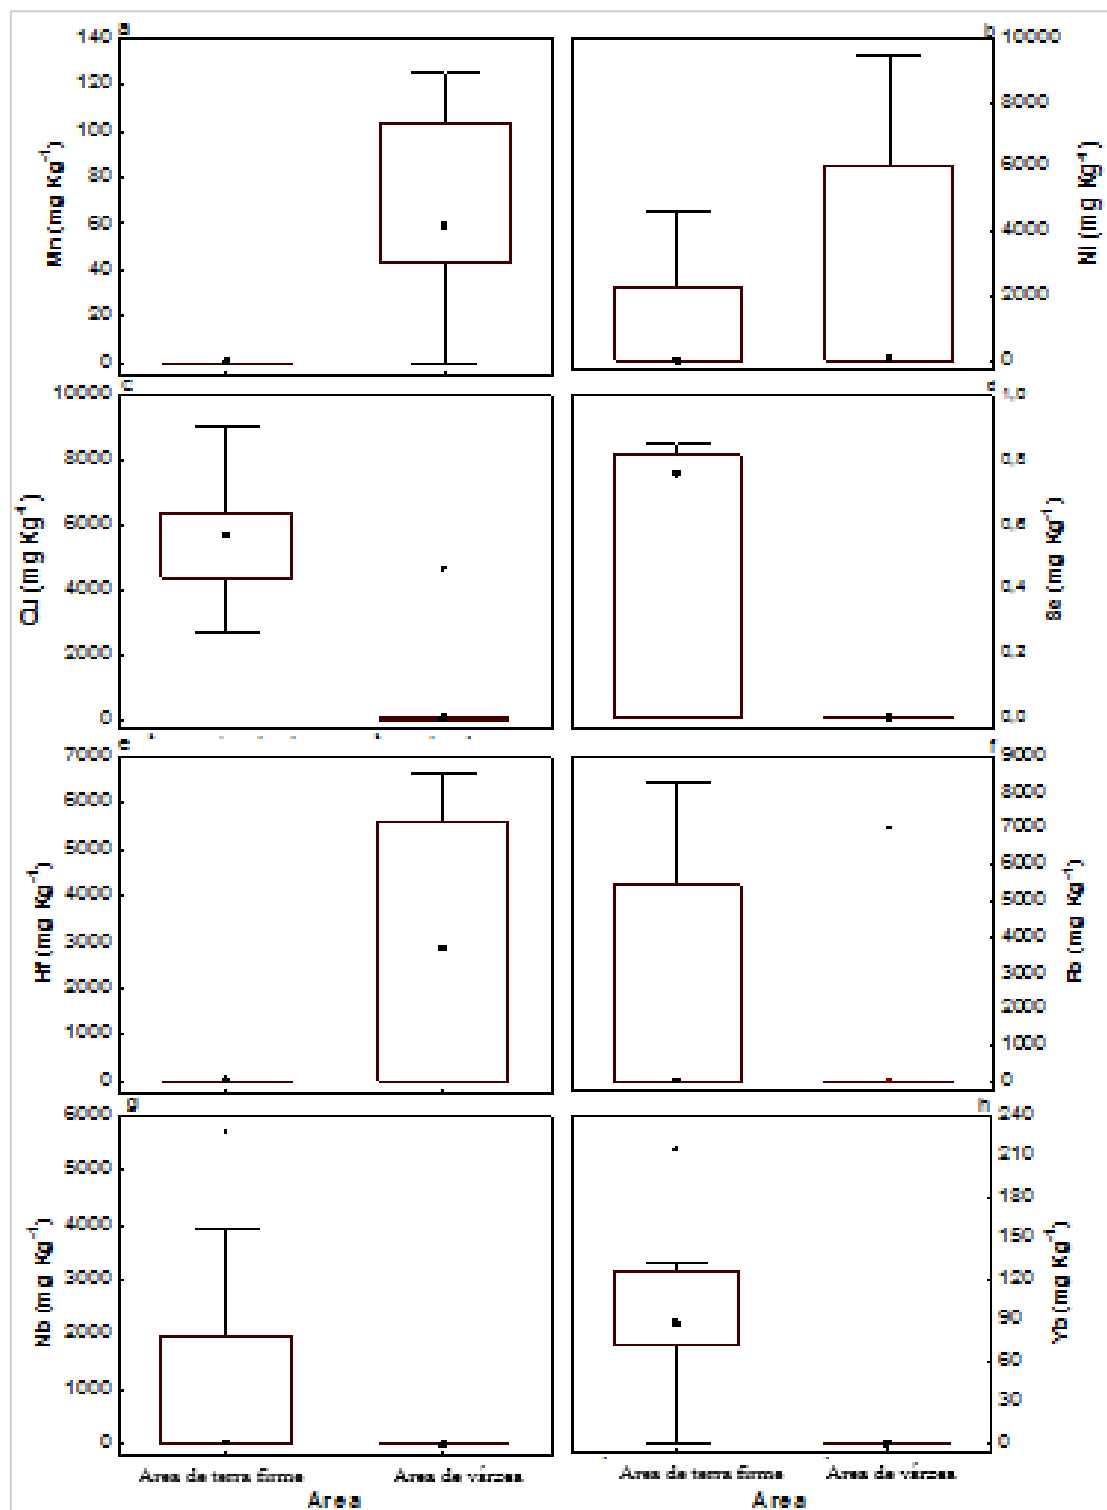 a
140
120
100
80
60
40
20
0
Mn (mg Kg-1)
b
10000
8000
6000
4000
2000
0
Ni (mg Kg-1)
c
10000
8000
6000
4000
2000
0
Cu (mg Kg-1)
d
1,0
0,8
0,6
0,4
0,2
0,0
Se (mg Kg-1)
e
7000
6000
5000
4000
3000
2000
1000
0
Hf (mg Kg-1)
f
9000
8000
7000
6000
5000
4000
3000
2000
1000
0
Rb (mg Kg-1)
g
6000
5000
4000
3000
2000
1000
0
Nb (mg Kg-1)
h
240
210
180
150
120
90
60
30
0
Yb (mg Kg-1)
Área de terra firme
Área de várzea
Area
Área de terra firme
Área de várzea
Area